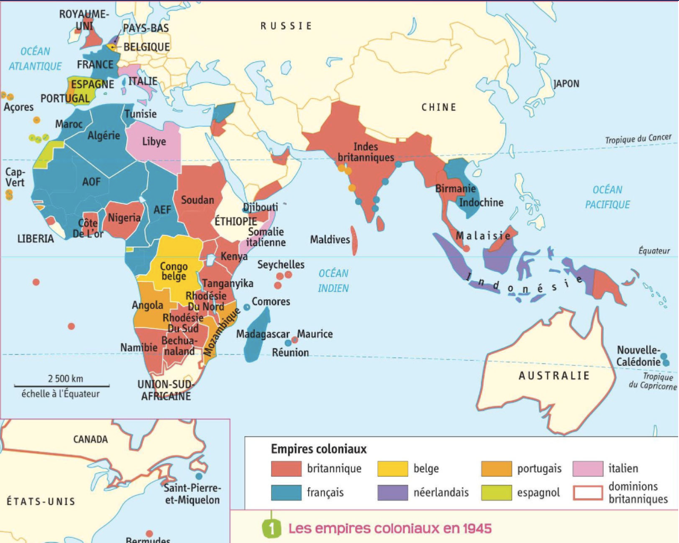 ROYAUME-
UNI
PAYS-BAS
BELGIQUE
RUSSIE
OCÉAN
ATLANTIQUE
FRANCE
ITALIE
ESPAGNE
PORTUGAL
Açores
JAPON
CHINE
Tunisie
Maroc
Algérie
Libye
Tropique du Cancer
Indes
britanniques
Cap-
Vert
AOF
AEF
Soudan
Birmanie
Indochine
OCÉAN
PACIFIQUE
Djibouti
Nigeria
Côte
De L'or
LIBERIA
ÉTHIOPIE
Somalie
italienne
Maldives
Malaisie
Équateur
Kenya
Seychelles
Congo
belge
OCÉAN
INDIEN
Indonésie
Tanganyika
Rhodésie
Du Nord
Comores
Angola
Rhodésie
Du Sud
Mozambique
Madagascar
Maurice
Réunion
Namibie
Bechua-
naland
Nouvelle-
Calédonie
AUSTRALIE
Tropique
du Capricorne
2 500 km
échelle à l'Équateur
UNION-SUD-
AFRICAINE
CANADA
ÉTATS-UNIS
Saint-Pierre-
et-Miquelon
Bermudes
Empires coloniaux
britannique
belge
portugais
italien
français
néerlandais
espagnol
dominions
britanniques
1 Les empires coloniaux en 1945